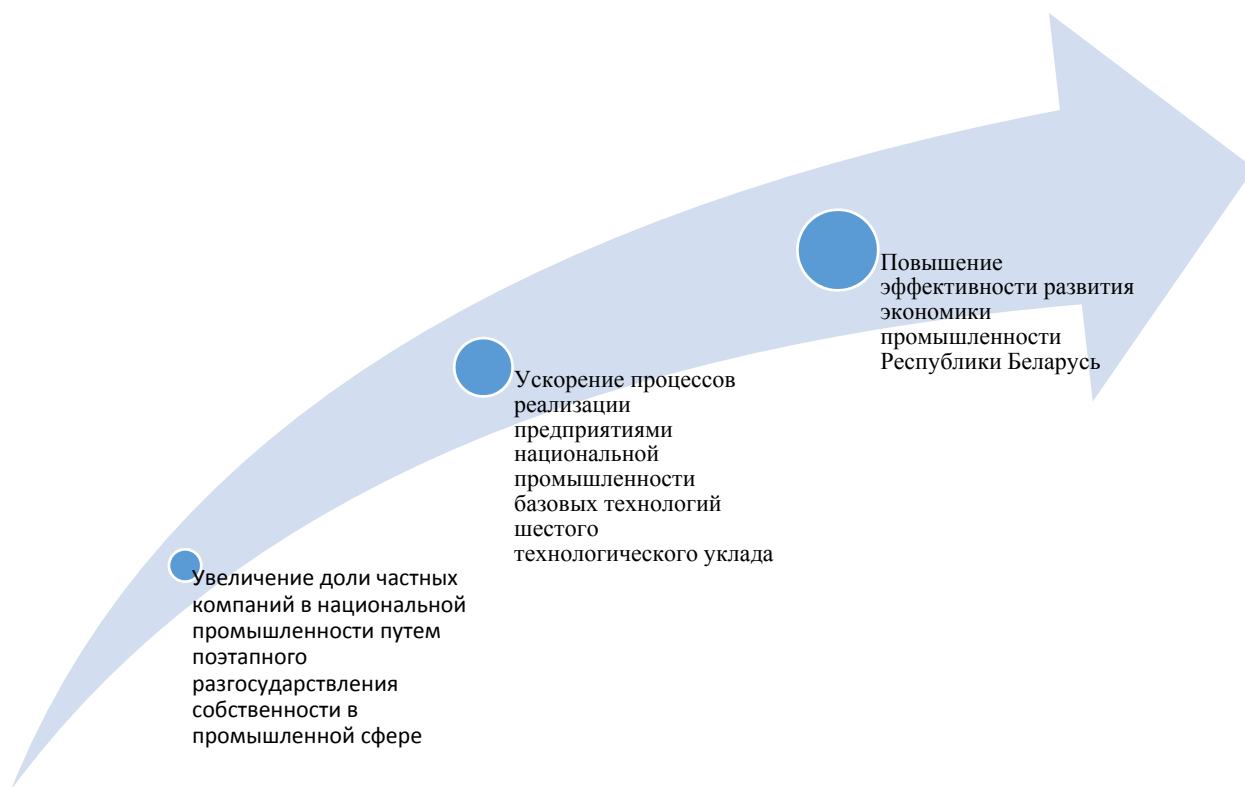 Повышение
эффективности развития
экономики
промышленности
Республики Беларусь
Ускорение процессов
реализации
предприятиями
национальной
промышленности
базовых технологий
шестого
технологического уклада
Увеличение доли частных
компаний в национальной
промышленности путем
поэтапного
разгосударствления
собственности в
промышленной сфере